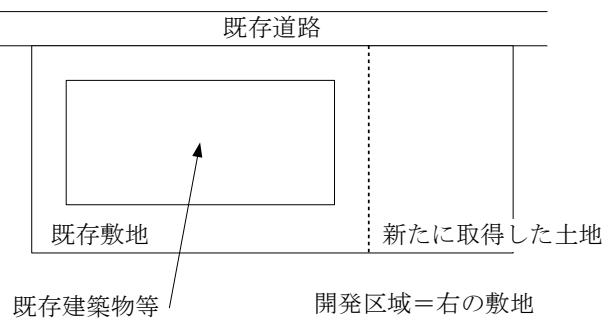 既存道路
既存敷地
新たに取得した土地
既存建築物等
開発区域＝右の敷地